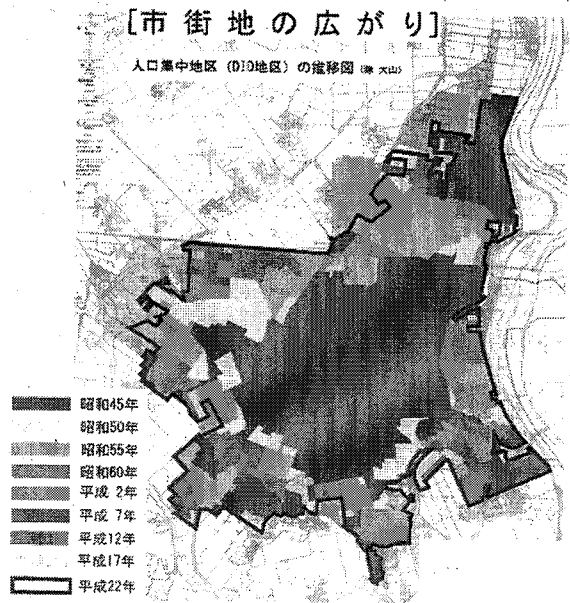 [市街地の広がり]
人口集中地区 (DID地区) の推移図 (除 大山)
昭和45年
昭和50年
昭和55年
昭和60年
平成 2年
平成 7年
平成12年
平成17年
平成22年